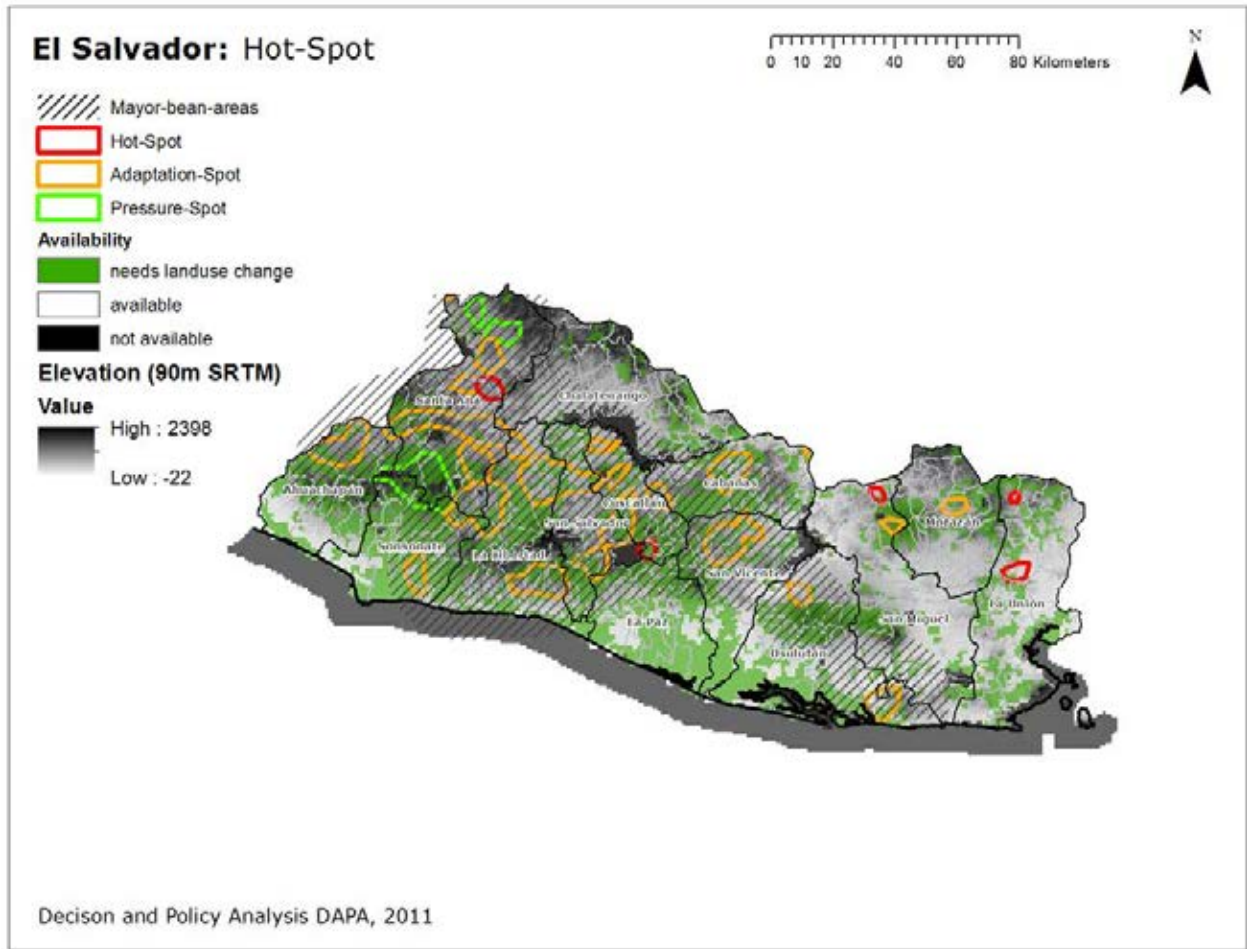 El Salvador: Hot-Spot
0 10 20 40 60 80 Kilometers
N
Mayor-bean-areas
Hot-Spot
Adaptation-Spot
Pressure-Spot
Availability
needs landuse change
available
not available
Elevation (90m SRTM)
Value
High : 2398
Low : -22
Santa Ana
Chalatenango
Ahuachapán
Cabañas
Cuscatlán
San Salvador
Morazán
Sonsonate
La Libertad
San Vicente
La Unión
La Paz
San Miguel
Usulután
Decison and Policy Analysis DAPA, 2011